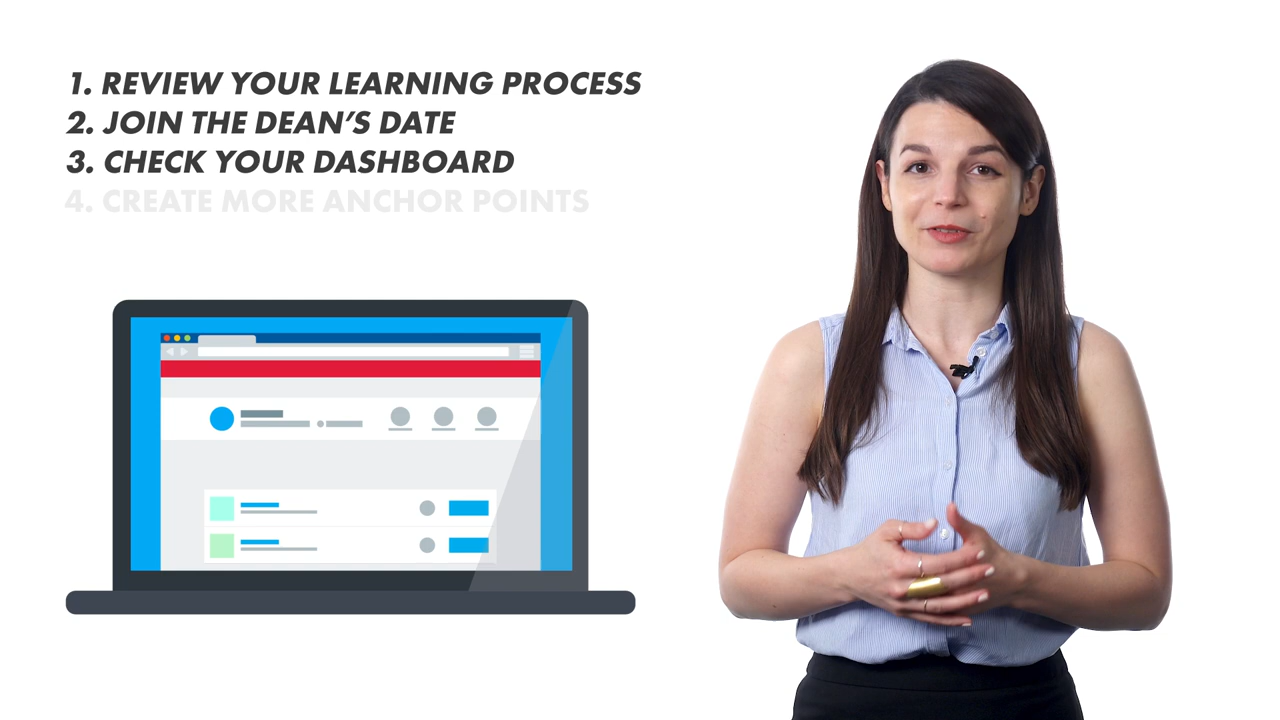 1. REVIEW YOUR LEARNING PROCESS
2. JOIN THE DEAN'S DATE
3. CHECK YOUR DASHBOARD
4. CREATE MORE ANCHOR POINTS